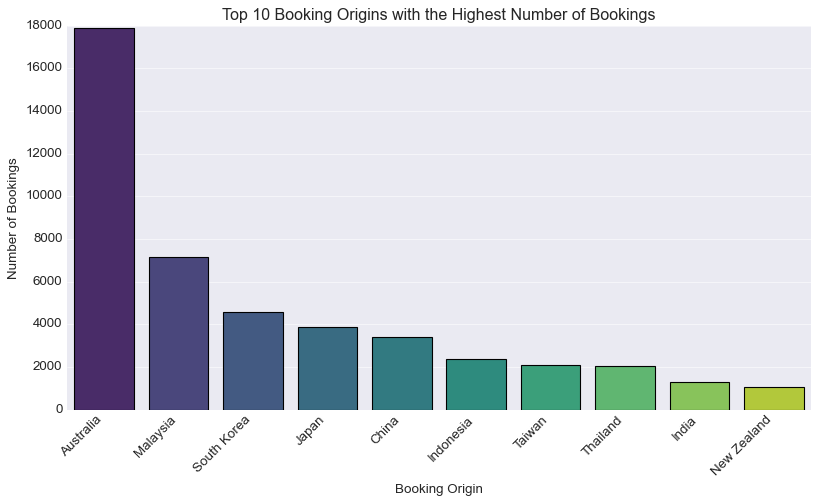 Top 10 Booking Origins with the Highest Number of Bookings
18000
16000
14000
12000
10000
8000
6000
4000
2000
0
Number of Bookings
Australia
Malaysia
South Korea
Japan
China
Indonesia
Taiwan
Thailand
India
New Zealand
Booking Origin